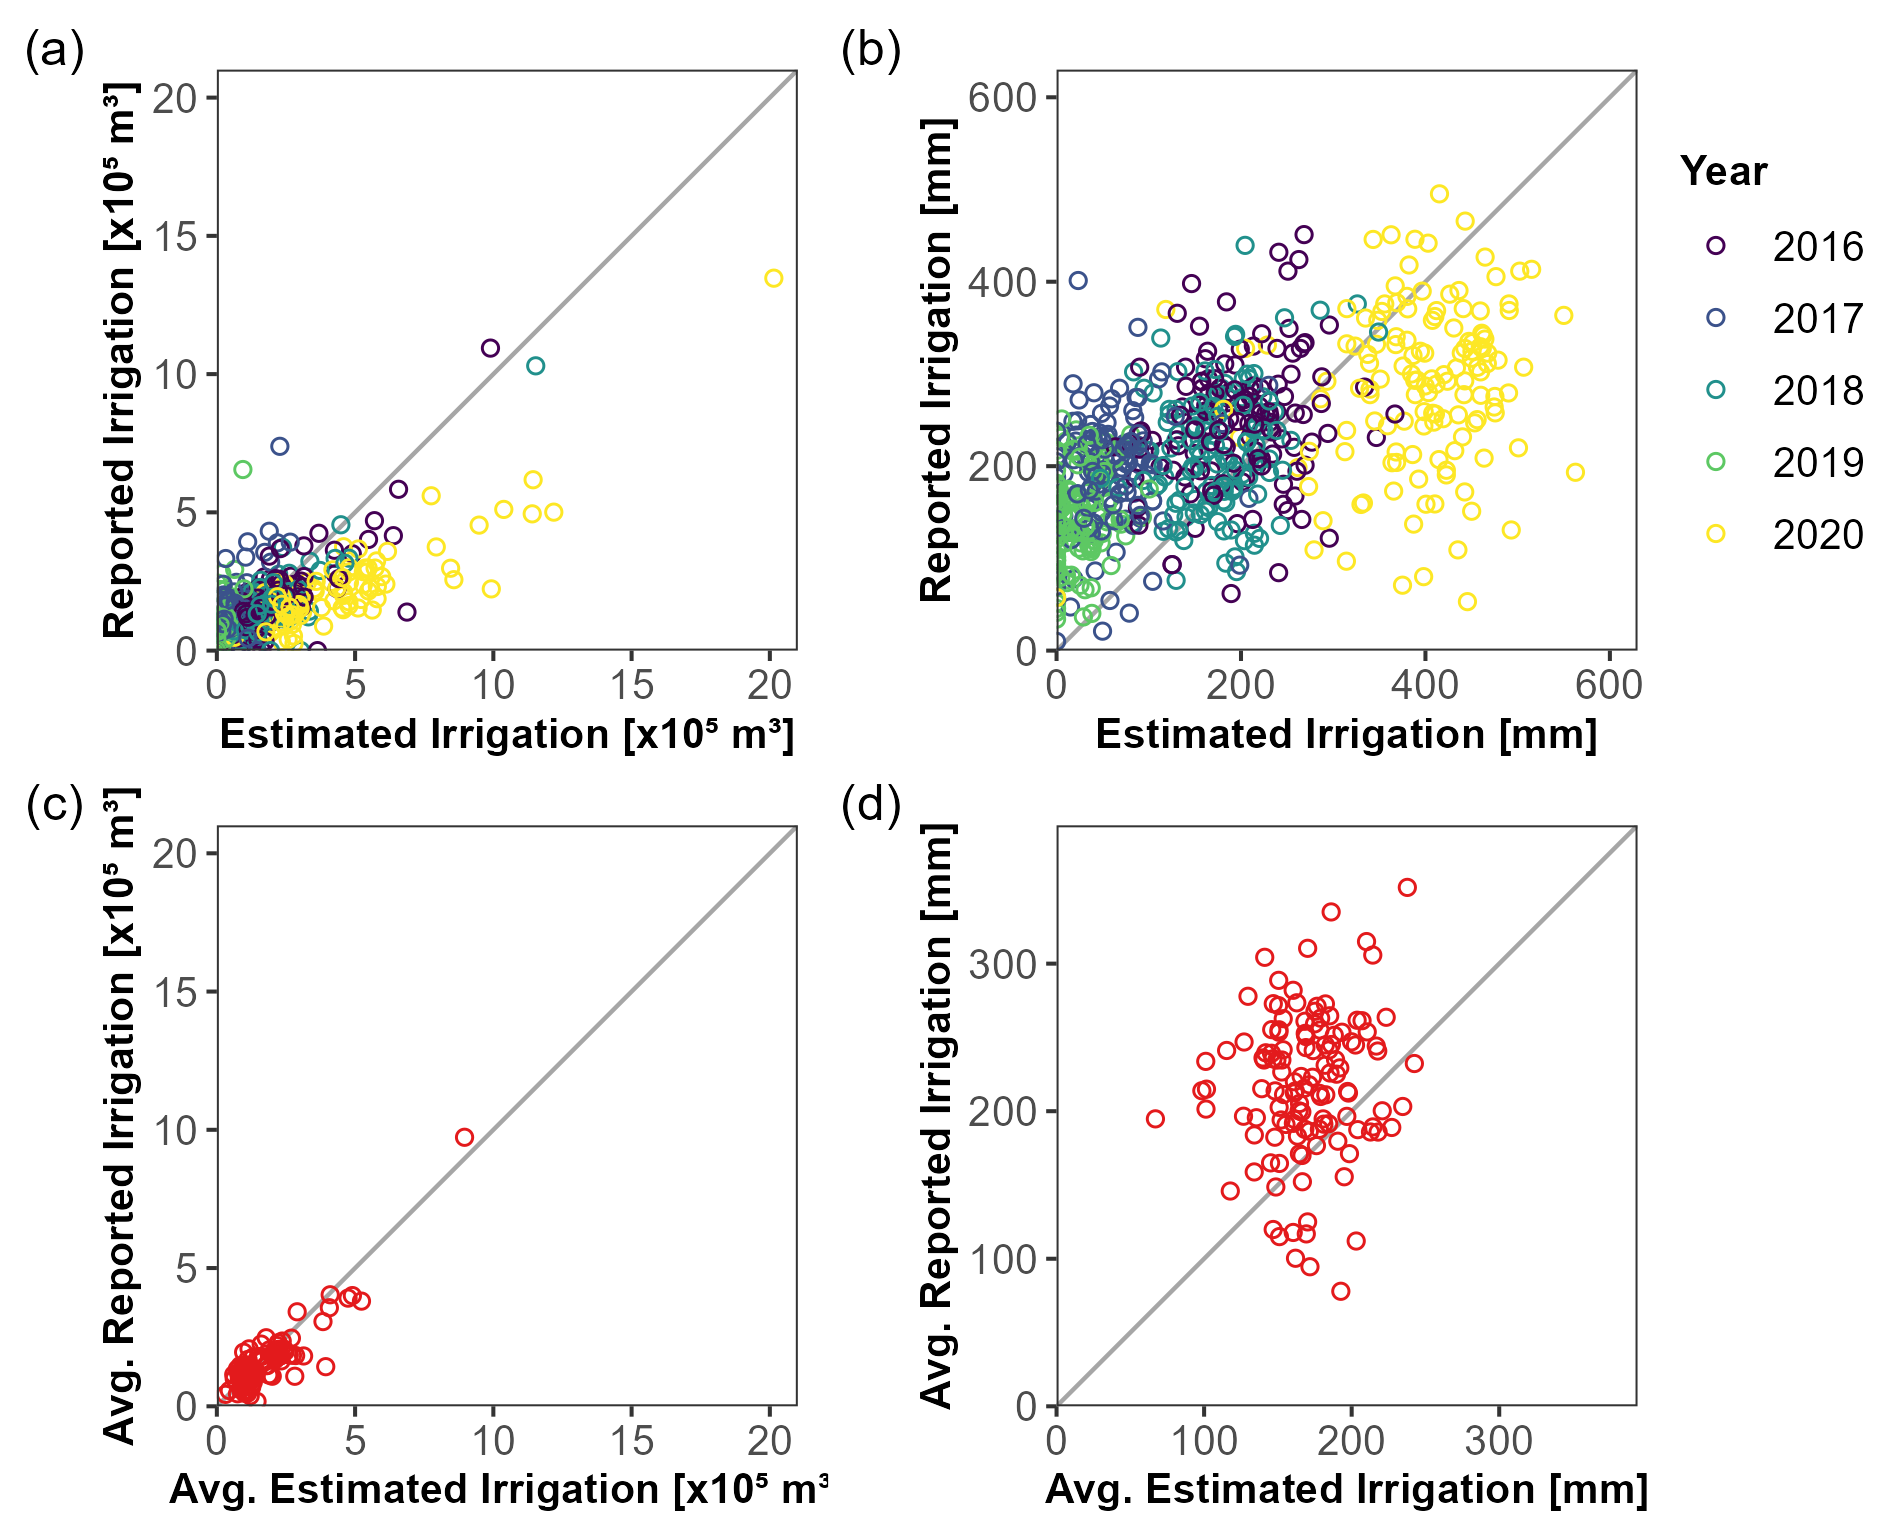 (a)
Reported Irrigation [x10⁵ m³]
20
15
10
5
0
0 5 10 15 20
Estimated Irrigation [x10⁵ m³]
(b)
Reported Irrigation [mm]
600
400
200
0
0 200 400 600
Estimated Irrigation [mm]
Year
2016
2017
2018
2019
2020
(c)
Avg. Reported Irrigation [x10⁵ m³]
20
15
10
5
0
0 5 10 15 20
Avg. Estimated Irrigation [x10⁵ m³
(d)
Avg. Reported Irrigation [mm]
300
200
100
0
0 100 200 300
Avg. Estimated Irrigation [mm]